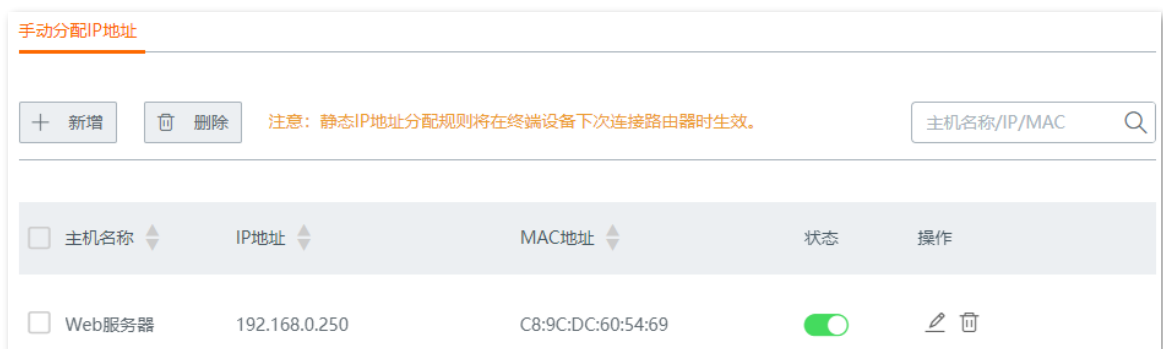 手动分配IP地址
新增 删除 注意：静态IP地址分配规则将在终端设备下次连接路由器时生效。 主机名称/IP/MAC
主机名称 IP地址 MAC地址 状态 操作
Web服务器 192.168.0.250 C8:9C:DC:60:54:69